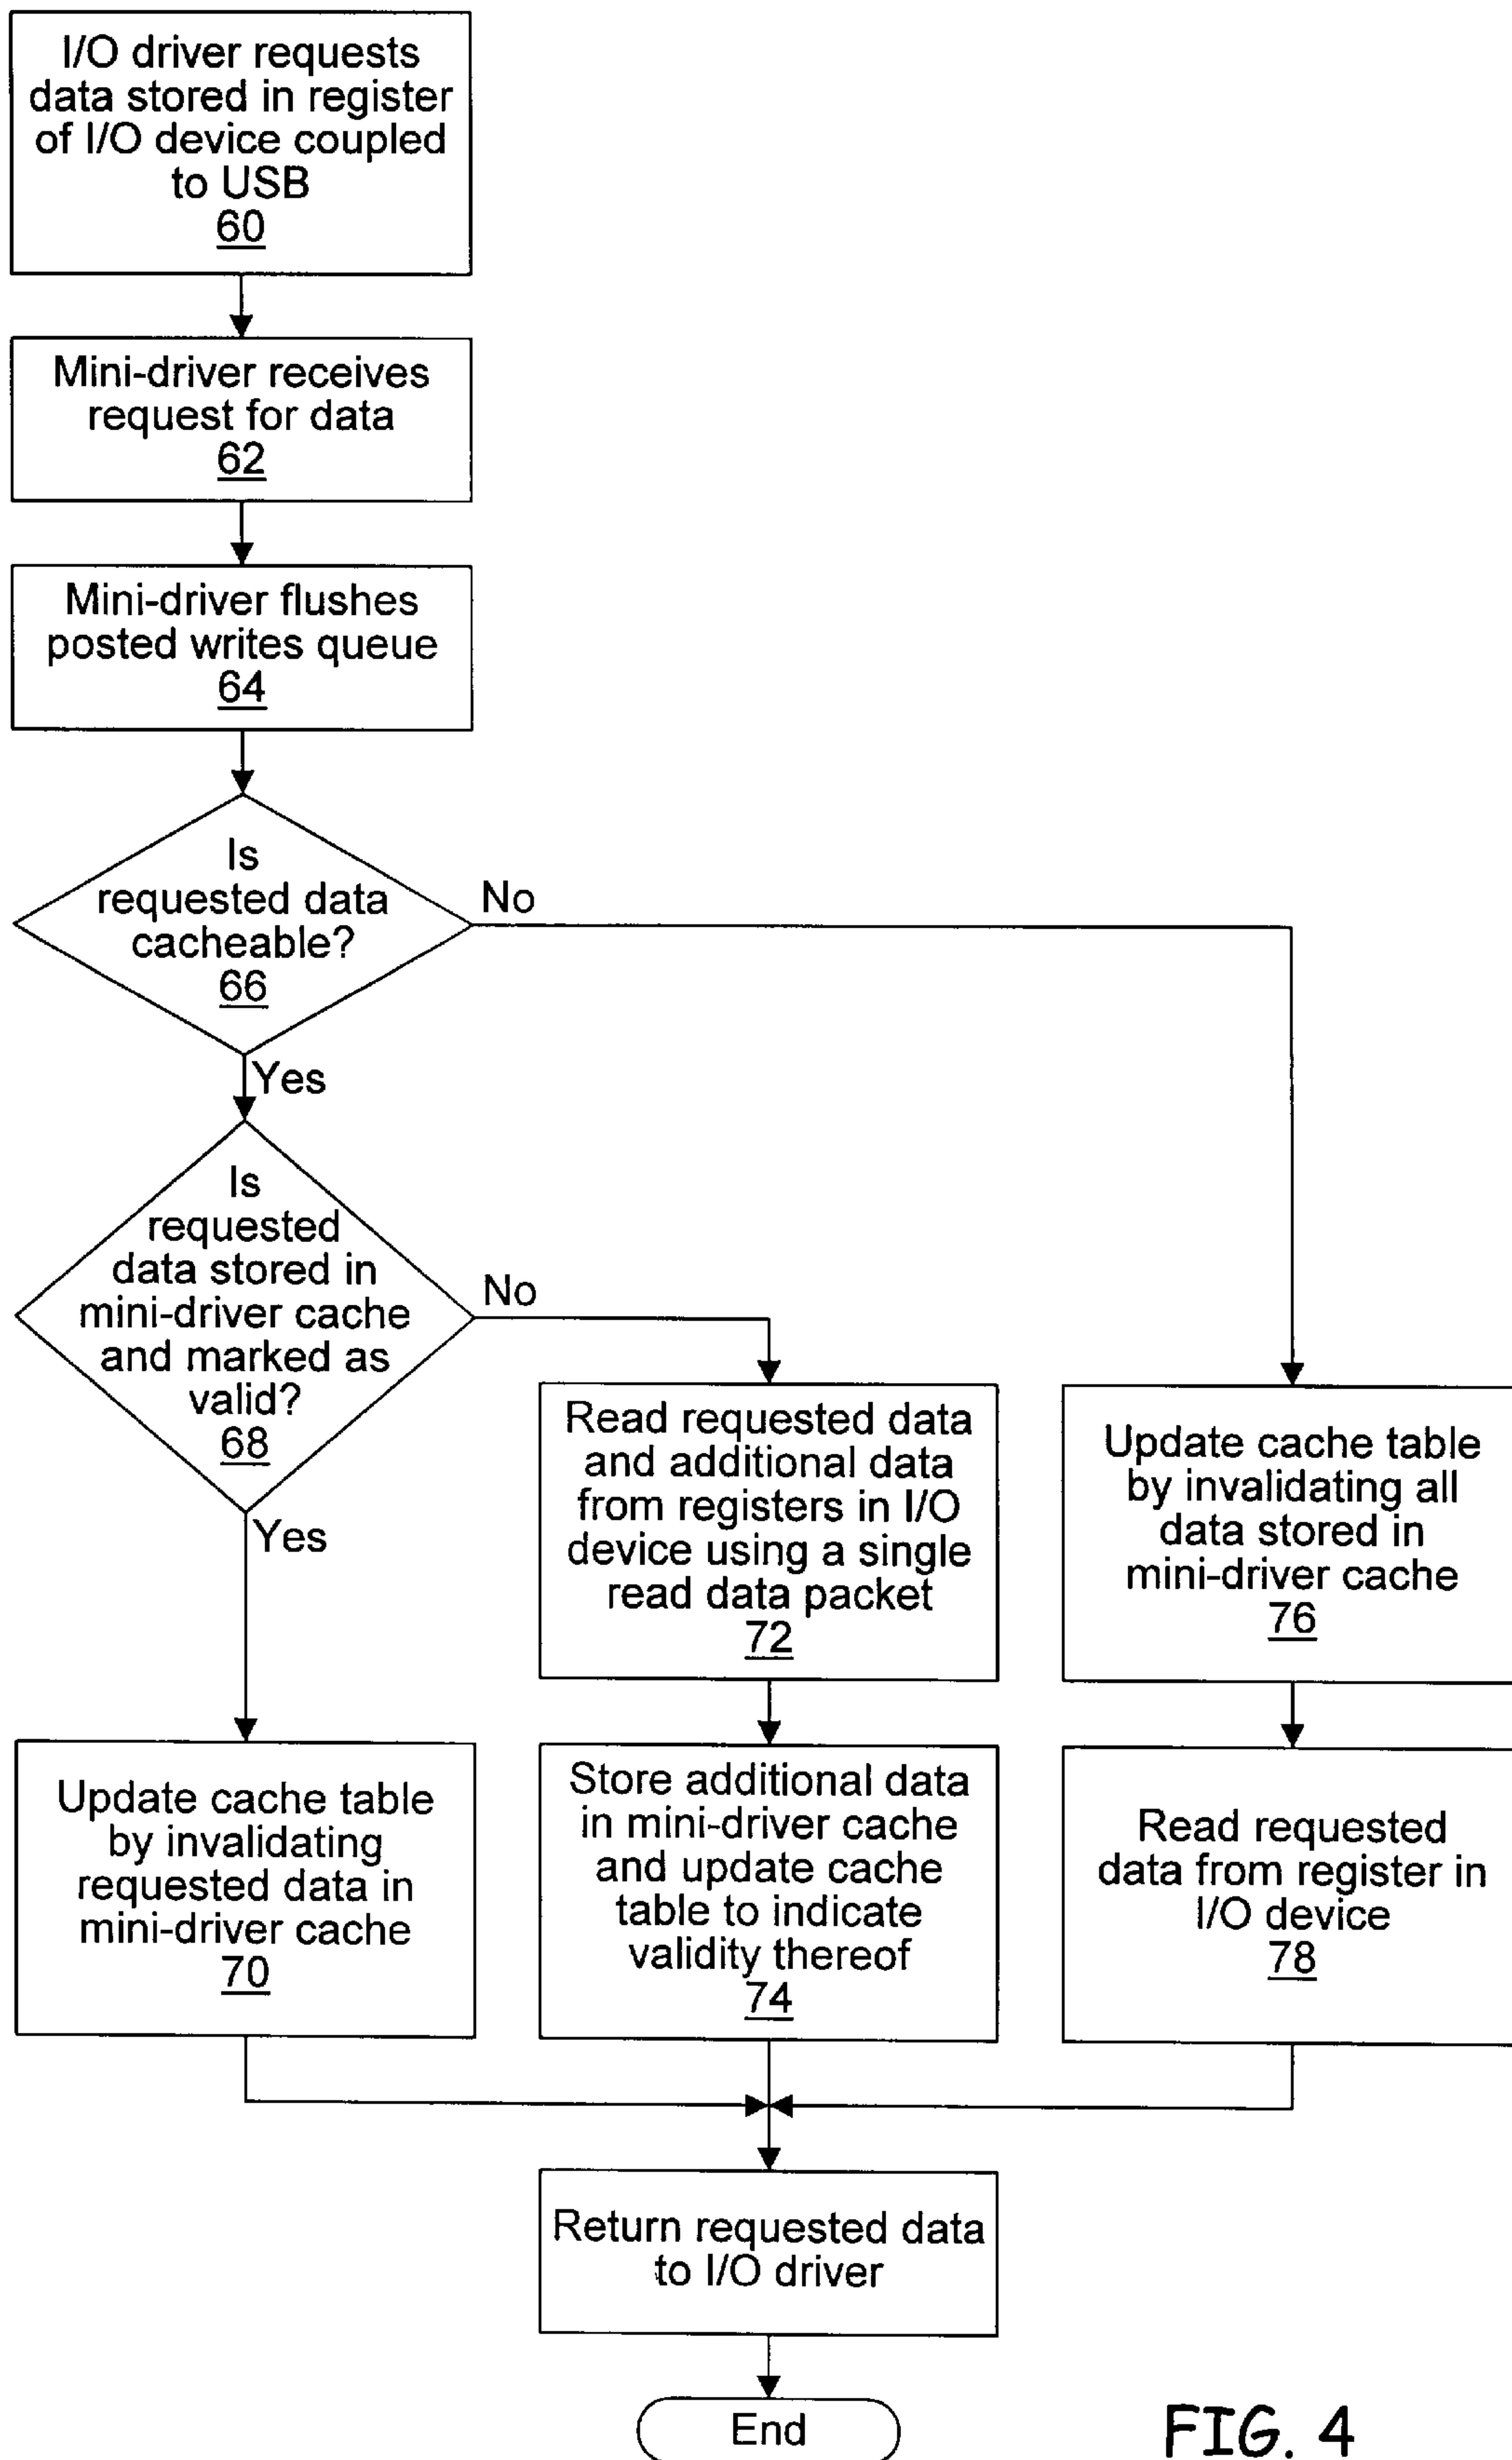 I/O driver requests
data stored in register
of I/O device coupled
to USB
60
Mini-driver receives
request for data
62
Mini-driver flushes
posted writes queue
64
Is
requested data
cacheable?
66
No
Yes
Is
requested
data stored in
mini-driver cache
and marked as
valid?
68
No
Yes
Read requested data
and additional data
from registers in I/O
device using a single
read data packet
72
Update cache table
by invalidating all
data stored in
mini-driver cache
76
Update cache table
by invalidating
requested data in
mini-driver cache
70
Store additional data
in mini-driver cache
and update cache
table to indicate
validity thereof
74
Read requested
data from register in
I/O device
78
Return requested data
to I/O driver
End
FIG. 4